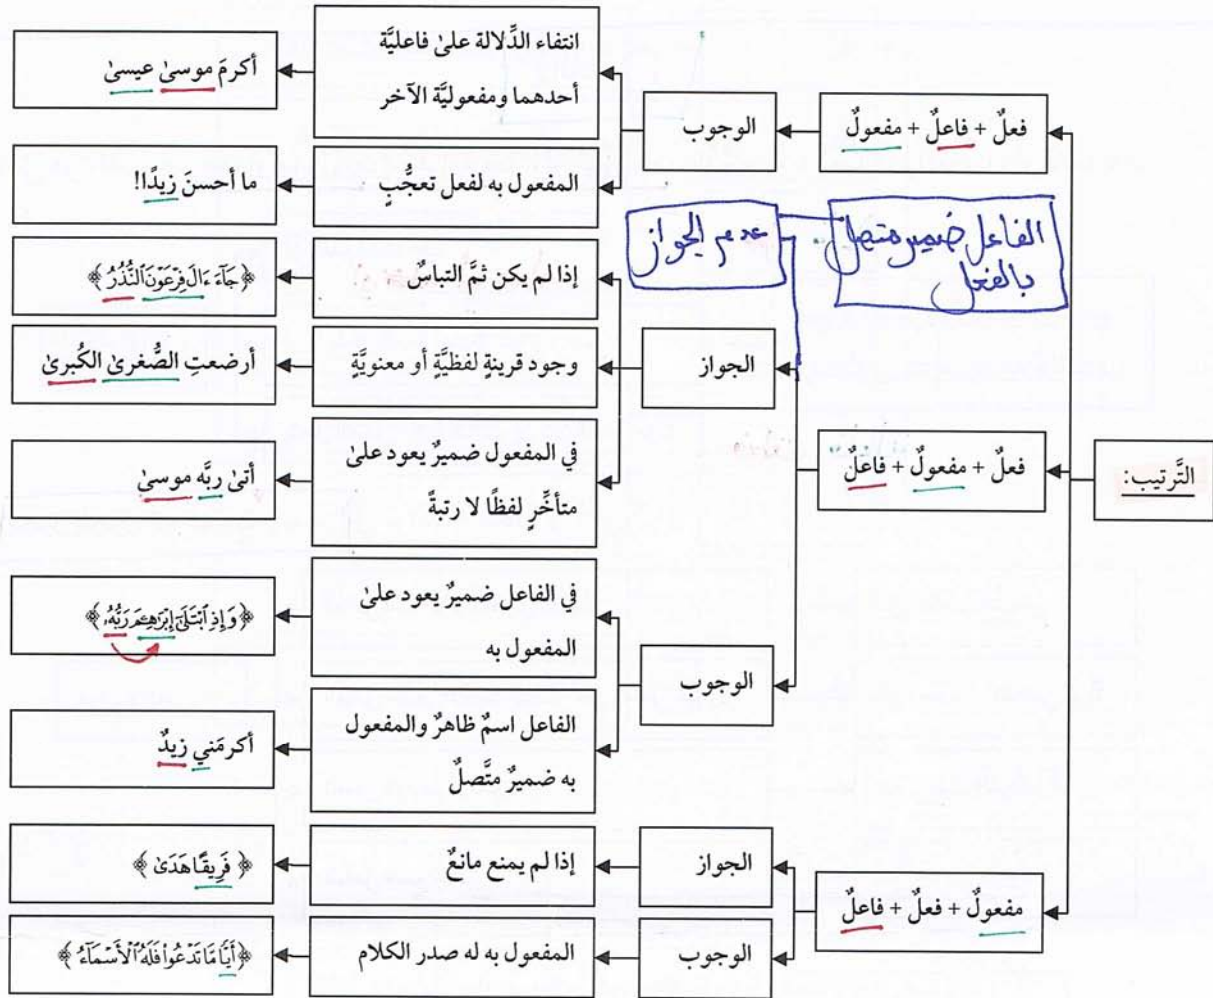 التَّرتيب:
فعلٌ + فاعلٌ + مفعولٌ
الوجوب
انتفاء الدِّلالة علىٰ فاعليَّة
أحدهما ومفعوليَّة الآخر
أكرمَ موسىٰ عيسىٰ
المفعول به لفعل تعجُّبٍ
ما أحسنَ زيدًا!
الفاعل ضمير متصل
بالفعل
عدم الجواز
فعلٌ + مفعولٌ + فاعلٌ
الجواز
إذا لم يكن ثمَّ التباسٌ
﴿جَآءَ ءَالَ فِرْعَوْنَ ٱلنُّذُرُ﴾
وجود قرينةٍ لفظيَّةٍ أو معنويَّةٍ
أرضعتِ الصُّغرىٰ الكُبرىٰ
في المفعول ضميرٌ يعود علىٰ
متأخِّرٍ لفظًا لا رتبةً
أتىٰ ربَّه موسىٰ
الوجوب
في الفاعل ضميرٌ يعود علىٰ
المفعول به
﴿وَإِذِ ٱبْتَلَىٰٓ إِبْرَٰهِـۧمَ رَبُّهُۥ﴾
الفاعل اسمٌ ظاهرٌ والمفعول
به ضميرٌ متَّصلٌ
أكرمَني زيدٌ
مفعولٌ + فعلٌ + فاعلٌ
الجواز
إذا لم يمنع مانعٌ
﴿فَرِيقًا هَدَىٰ﴾
الوجوب
المفعول به له صدر الكلام
﴿أَيًّا مَّا تَدْعُوا۟ فَلَهُ ٱلْأَسْمَآءُ﴾